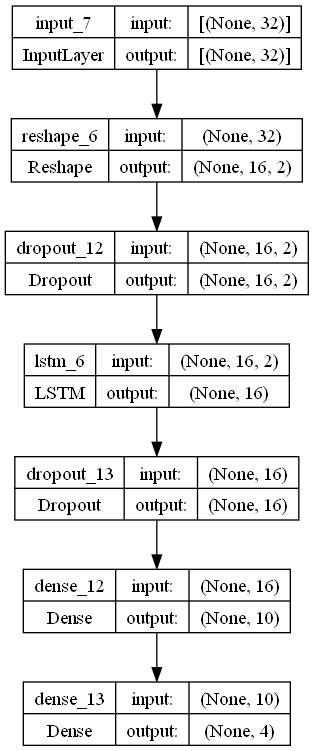 input_7 input: [(None, 32)]
InputLayer output: [(None, 32)]
reshape_6 input: (None, 32)
Reshape output: (None, 16, 2)
dropout_12 input: (None, 16, 2)
Dropout output: (None, 16, 2)
lstm_6 input: (None, 16, 2)
LSTM output: (None, 16)
dropout_13 input: (None, 16)
Dropout output: (None, 16)
dense_12 input: (None, 16)
Dense output: (None, 10)
dense_13 input: (None, 10)
Dense output: (None, 4)